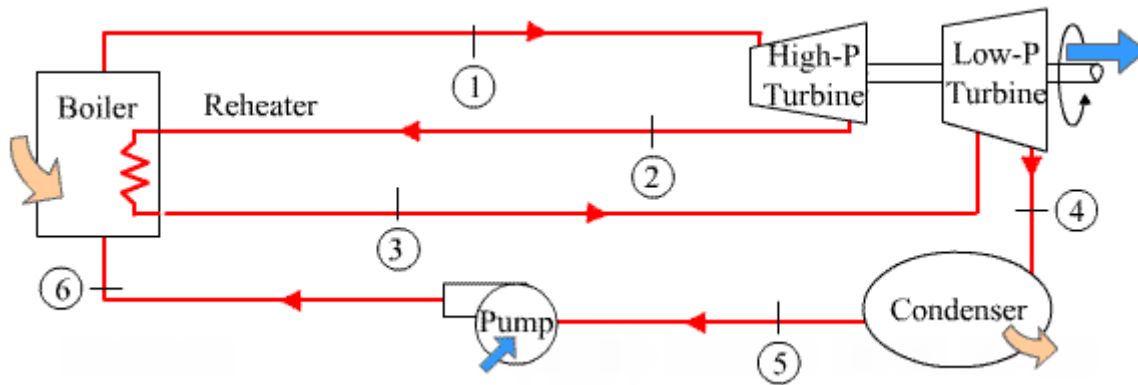 High-P
Turbine
Low-P
Turbine
1
Boiler
Reheater
2
3
4
6
Pump
Condenser
5